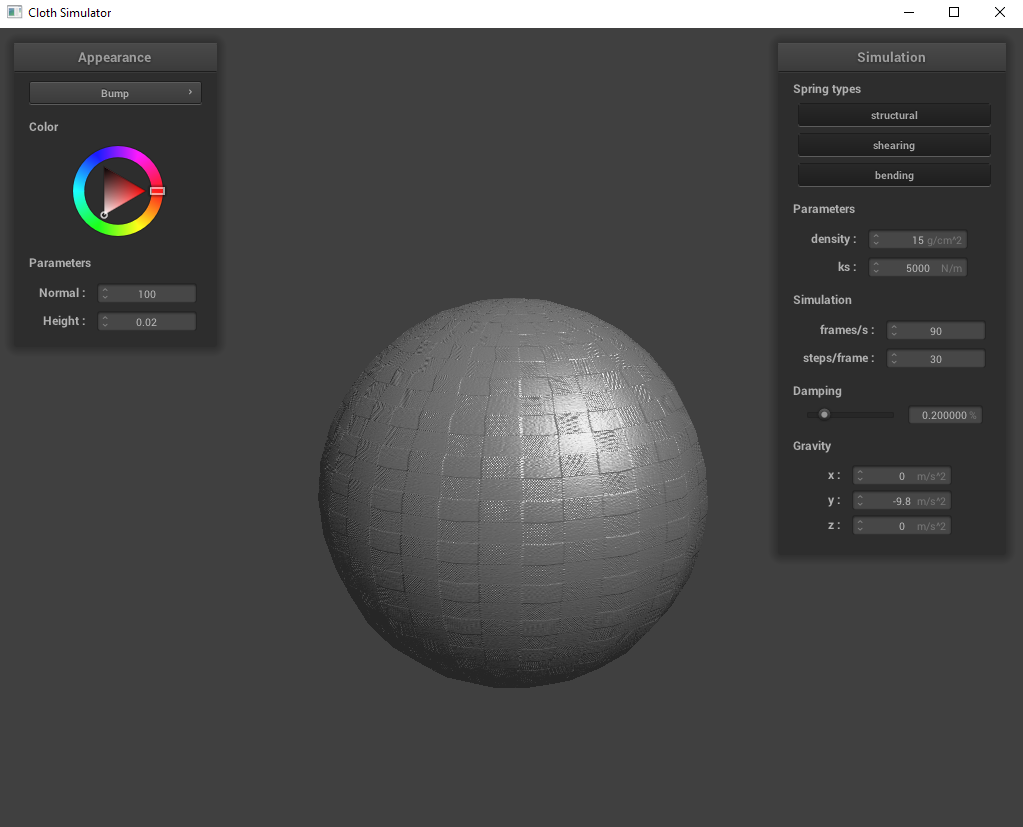 Cloth Simulator
Appearance
Bump
Color
Parameters
Normal : 100
Height : 0.02
Simulation
Spring types
structural
shearing
bending
Parameters
density : 15 g/cm^2
ks : 5000 N/m
Simulation
frames/s : 90
steps/frame : 30
Damping
0.200000 %
Gravity
x : 0 m/s^2
y : -9.8 m/s^2
z : 0 m/s^2